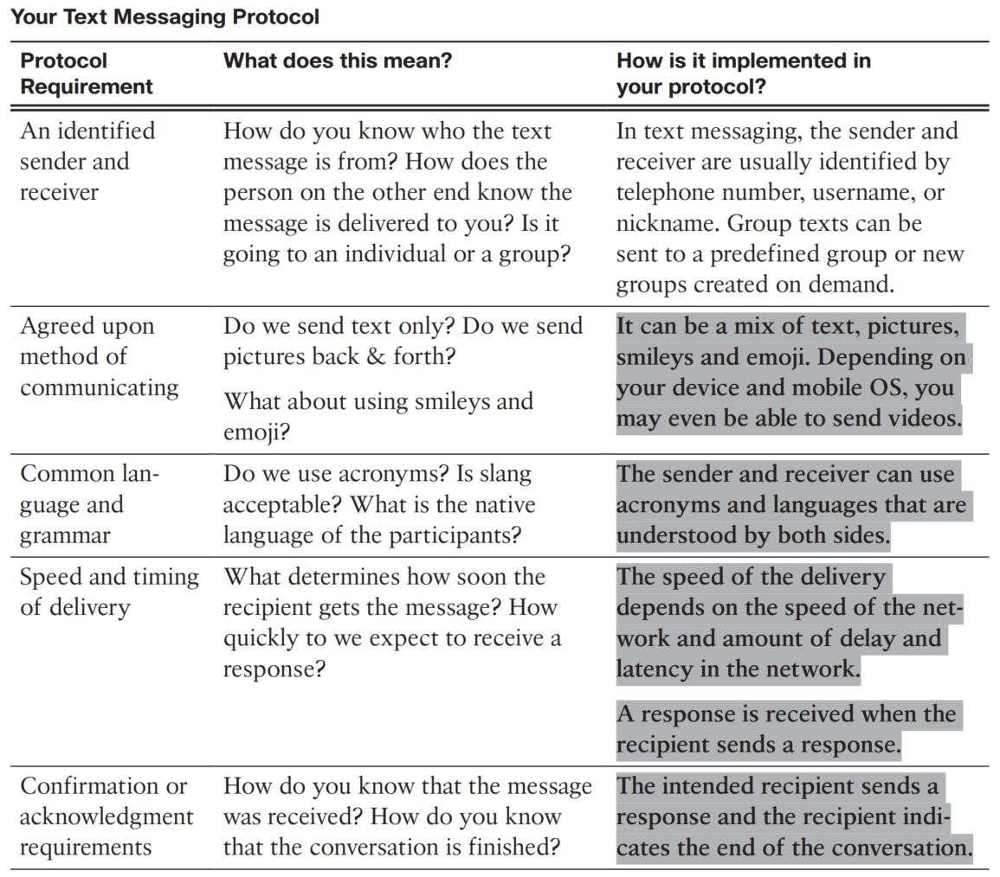 Your Text Messaging Protocol
Protocol
Requirement
What does this mean?
How is it implemented in
your protocol?
An identified
sender and
receiver
How do you know who the text
message is from? How does the
person on the other end know the
message is delivered to you? Is it
going to an individual or a group?
In text messaging, the sender and
receiver are usually identified by
telephone number, username, or
nickname. Group texts can be
sent to a predefined group or new
groups created on demand.
Agreed upon
method of
communicating
Do we send text only? Do we send
pictures back & forth?
What about using smileys and
emoji?
It can be a mix of text, pictures,
smileys and emoji. Depending on
your device and mobile OS, you
may even be able to send videos.
Common lan-
guage and
grammar
Do we use acronyms? Is slang
acceptable? What is the native
language of the participants?
The sender and receiver can use
acronyms and languages that are
understood by both sides.
Speed and timing
of delivery
What determines how soon the
recipient gets the message? How
quickly to we expect to receive a
response?
The speed of the delivery
depends on the speed of the net-
work and amount of delay and
latency in the network.
A response is received when the
recipient sends a response.
Confirmation or
acknowledgment
requirements
How do you know that the message
was received? How do you know
that the conversation is finished?
The intended recipient sends a
response and the recipient indi-
cates the end of the conversation.